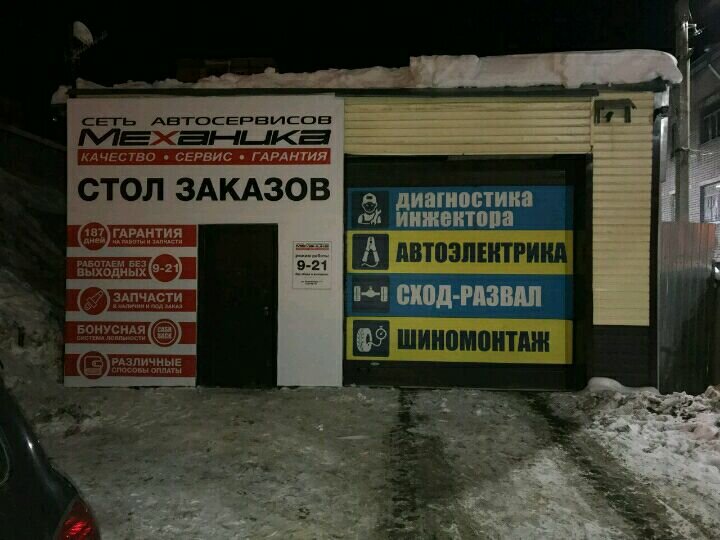 СЕТЬ АВТОСЕРВИСОВ
МЕХАНИКА
КАЧЕСТВО • СЕРВИС • ГАРАНТИЯ
СТОЛ ЗАКАЗОВ
187 ДНЕЙ
ГАРАНТИЯ
НА РАБОТЫ И ЗАПЧАСТИ
РАБОТАЕМ БЕЗ
ВЫХОДНЫХ
9-21
ЗАПЧАСТИ
В НАЛИЧИИ И ПОД ЗАКАЗ
БОНУСНАЯ
СИСТЕМА ЛОЯЛЬНОСТИ
CASH
BACK
РАЗЛИЧНЫЕ
СПОСОБЫ ОПЛАТЫ
режим работы
9-21
ДИАГНОСТИКА
ИНЖЕКТОРА
АВТОЭЛЕКТРИКА
СХОД-РАЗВАЛ
ШИНОМОНТАЖ